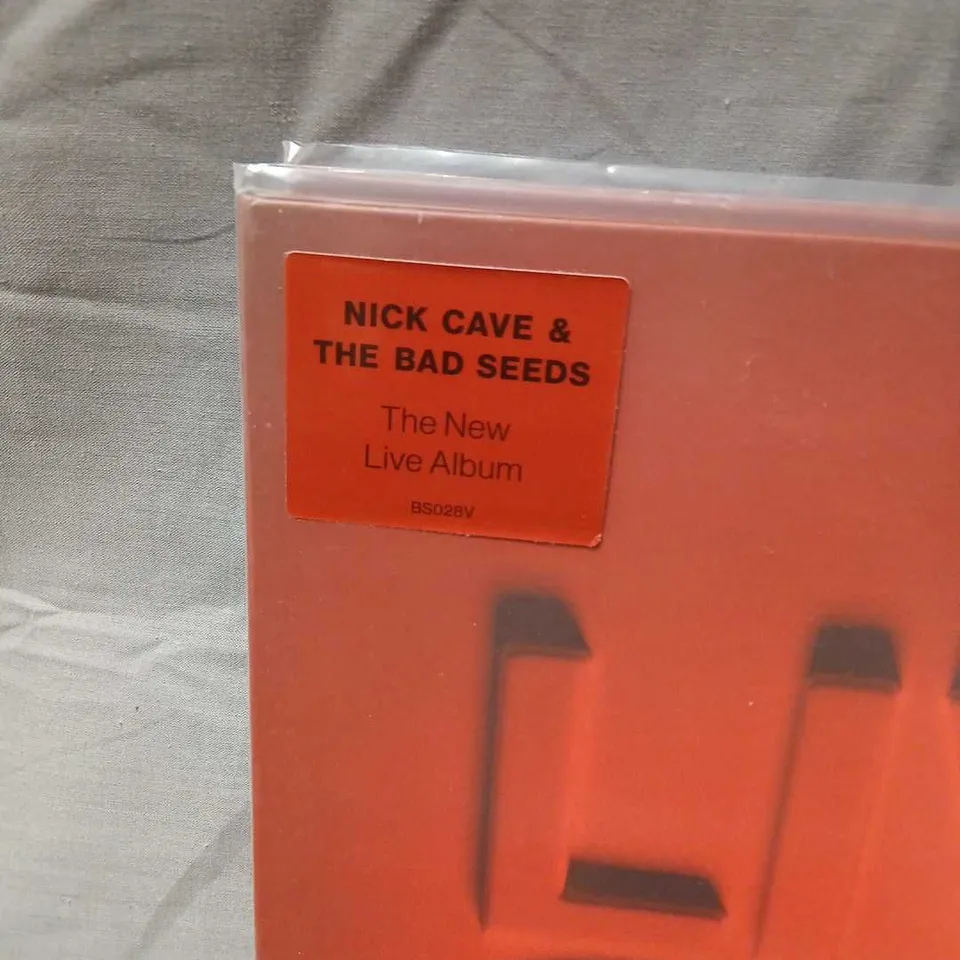 NICK CAVE &
THE BAD SEEDS
The New
Live Album
BS028V